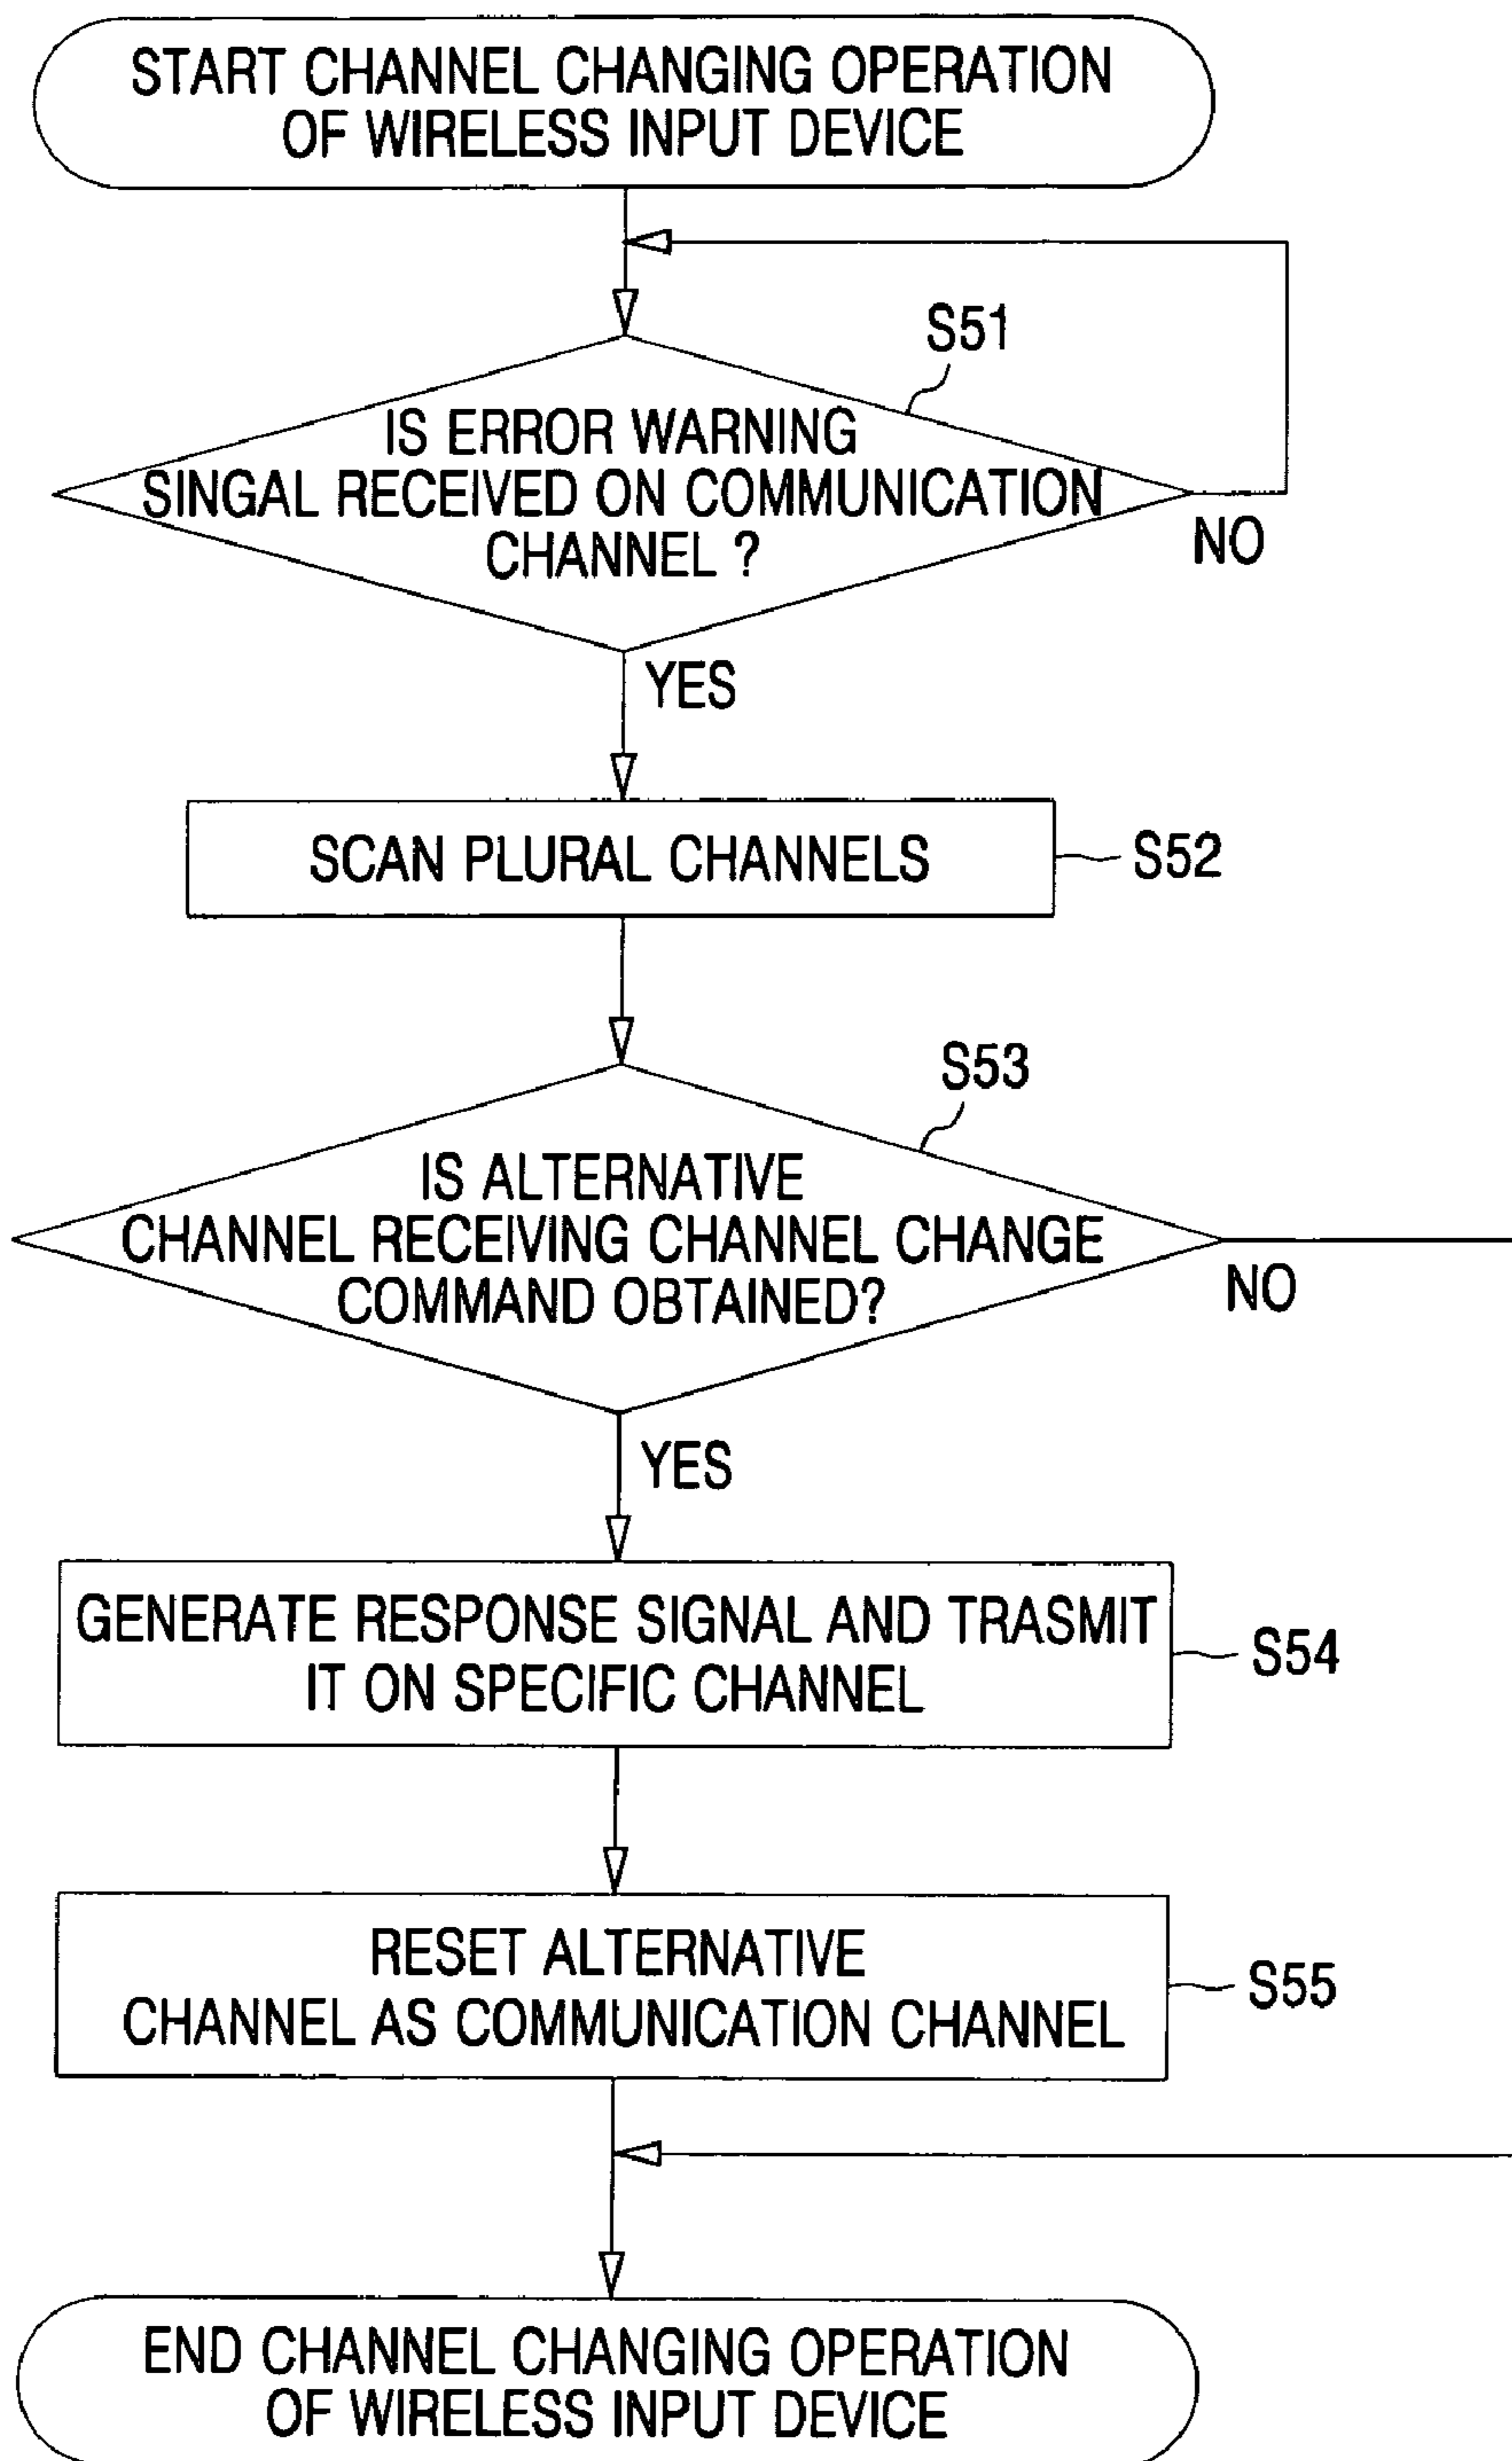 START CHANNEL CHANGING OPERATION
OF WIRELESS INPUT DEVICE
S51
IS ERROR WARNING
SINGAL RECEIVED ON COMMUNICATION
CHANNEL ?
NO
YES
SCAN PLURAL CHANNELS
S52
S53
IS ALTERNATIVE
CHANNEL RECEIVING CHANNEL CHANGE
COMMAND OBTAINED?
NO
YES
GENERATE RESPONSE SIGNAL AND TRASMIT
IT ON SPECIFIC CHANNEL
S54
RESET ALTERNATIVE
CHANNEL AS COMMUNICATION CHANNEL
S55
END CHANNEL CHANGING OPERATION
OF WIRELESS INPUT DEVICE